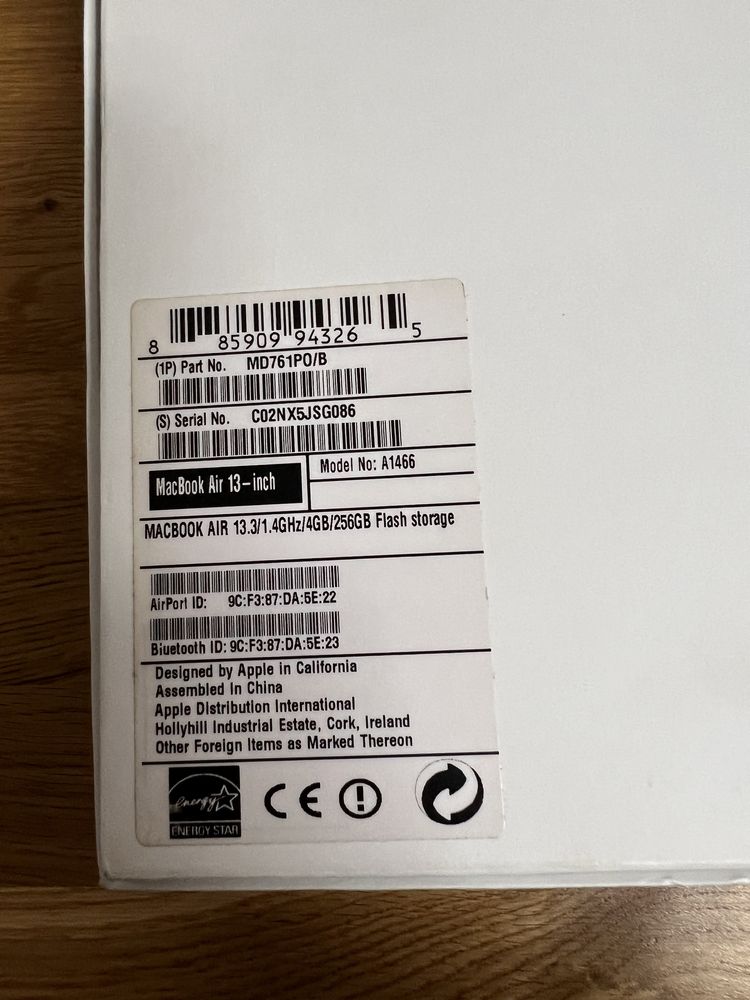 8 85909 94326 5
(1P) Part No. MD761PO/B
(S) Serial No. C02NX5JSG086
MacBook Air 13-inch
Model No: A1466
MACBOOK AIR 13.3/1.4GHz/4GB/256GB Flash storage
AirPort ID: 9C:F3:87:DA:5E:22
Bluetooth ID: 9C:F3:87:DA:5E:23
Designed by Apple in California
Assembled In China
Apple Distribution International
Hollyhill Industrial Estate, Cork, Ireland
Other Foreign Items as Marked Thereon
energy
ENERGY STAR
CE